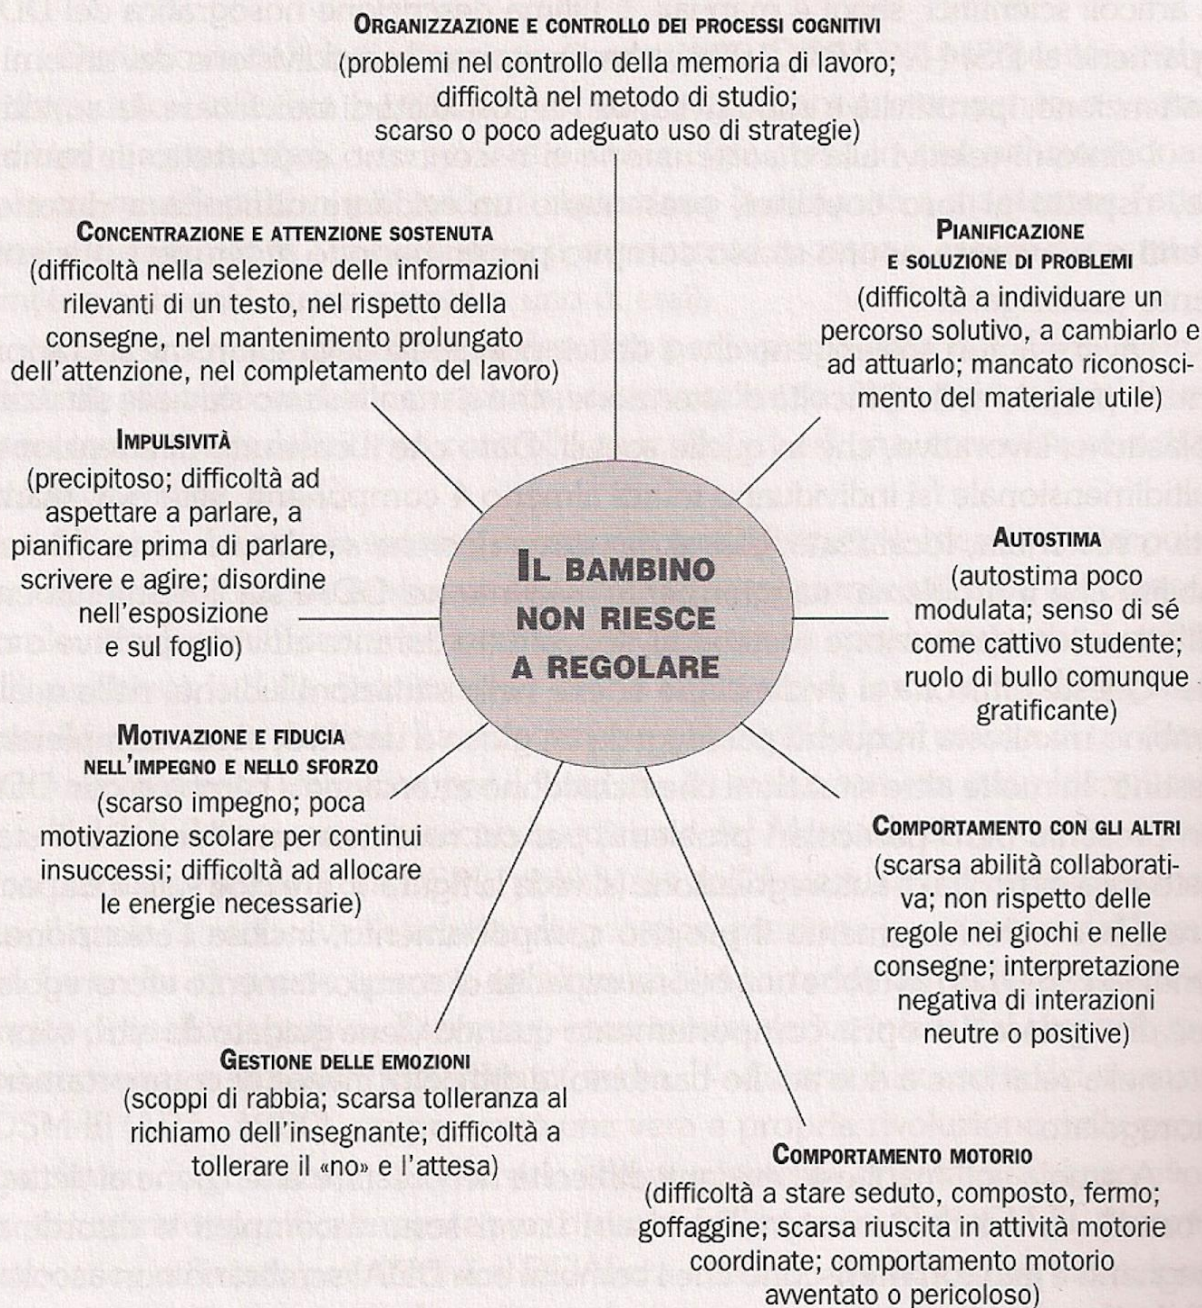 ORGANIZZAZIONE E CONTROLLO DEI PROCESSI COGNITIVI
(problemi nel controllo della memoria di lavoro;
difficoltà nel metodo di studio;
scarso o poco adeguato uso di strategie)
CONCENTRAZIONE E ATTENZIONE SOSTENUTA
(difficoltà nella selezione delle informazioni
rilevanti di un testo, nel rispetto della
consegne, nel mantenimento prolungato
dell'attenzione, nel completamento del lavoro)
PIANIFICAZIONE
E SOLUZIONE DI PROBLEMI
(difficoltà a individuare un
percorso solutivo, a cambiarlo e
ad attuarlo; mancato riconosci-
mento del materiale utile)
IMPULSIVITÀ
(precipitoso; difficoltà ad
aspettare a parlare, a
pianificare prima di parlare,
scrivere e agire; disordine
nell'esposizione
e sul foglio)
IL BAMBINO
NON RIESCE
A REGOLARE
AUTOSTIMA
(autostima poco
modulata; senso di sé
come cattivo studente;
ruolo di bullo comunque
gratificante)
MOTIVAZIONE E FIDUCIA
NELL'IMPEGNO E NELLO SFORZO
(scarso impegno; poca
motivazione scolare per continui
insuccessi; difficoltà ad allocare
le energie necessarie)
COMPORTAMENTO CON GLI ALTRI
(scarsa abilità collaborati-
va; non rispetto delle
regole nei giochi e nelle
consegne; interpretazione
negativa di interazioni
neutre o positive)
GESTIONE DELLE EMOZIONI
(scoppi di rabbia; scarsa tolleranza al
richiamo dell'insegnante; difficoltà a
tollerare il «no» e l'attesa)
COMPORTAMENTO MOTORIO
(difficoltà a stare seduto, composto, fermo;
goffaggine; scarsa riuscita in attività motorie
coordinate; comportamento motorio
avventato o pericoloso)